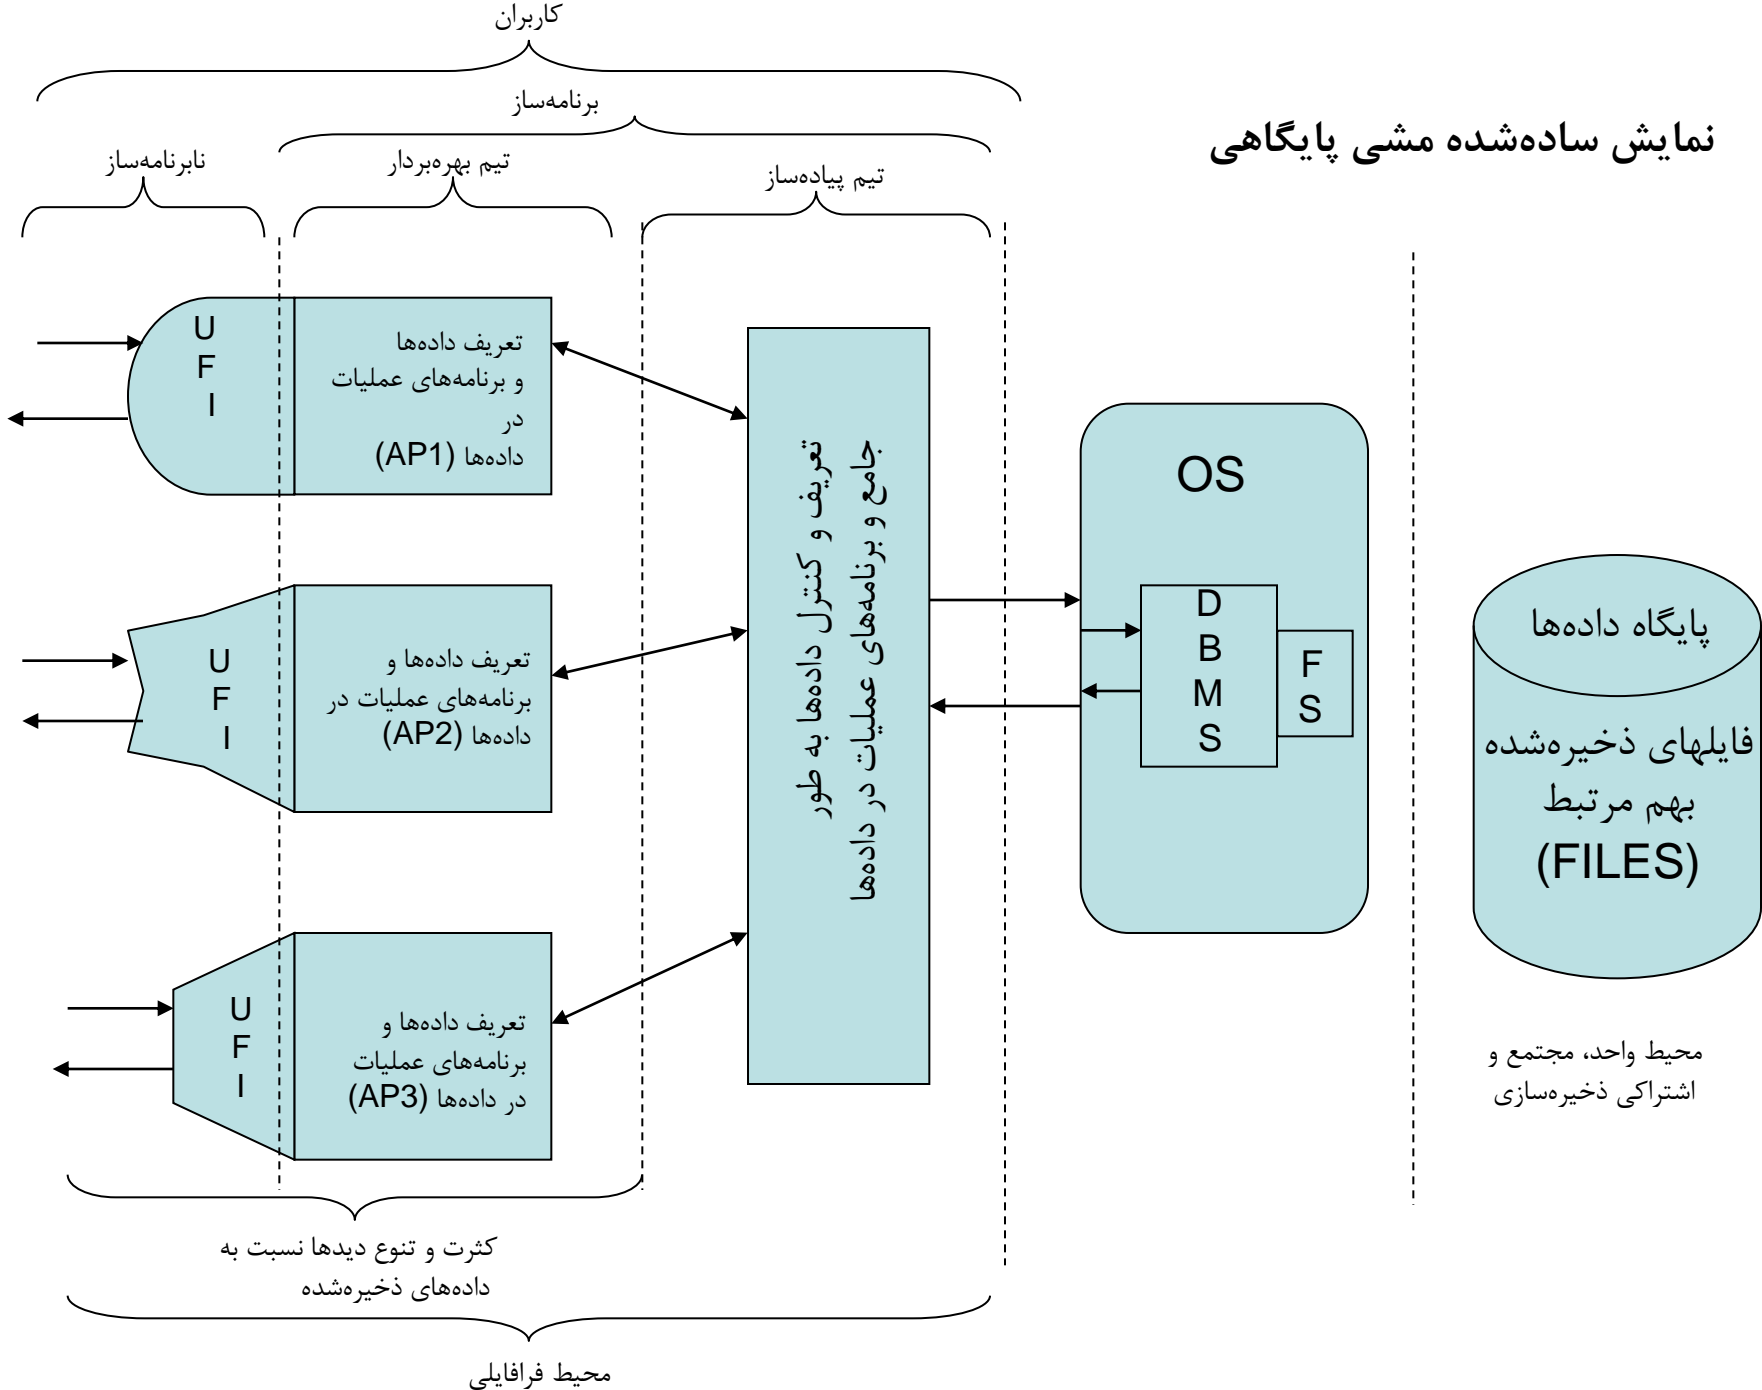 کاربران
برنامه‌ساز
نمایش ساده‌شده مشی پایگاهی
نابرنامه‌ساز
تیم بهره‌بردار
تیم پیاده‌ساز
U
F
I
تعریف داده‌ها
و برنامه‌های عملیات
در
داده‌ها (AP1)
U
F
I
تعریف داده‌ها و
برنامه‌های عملیات در
داده‌ها (AP2)
U
F
I
تعریف داده‌ها و
برنامه‌های عملیات
در داده‌ها (AP3)
تعریف و کنترل داده‌ها به طور
جامع و برنامه‌های عملیات در داده‌ها
OS
D
B
M
S
F
S
پایگاه داده‌ها
فایلهای ذخیره‌شده
بهم مرتبط
(FILES)
محیط واحد، مجتمع و
اشتراکی ذخیره‌سازی
کثرت و تنوع دیدها نسبت به
داده‌های ذخیره‌شده
محیط فرافایلی